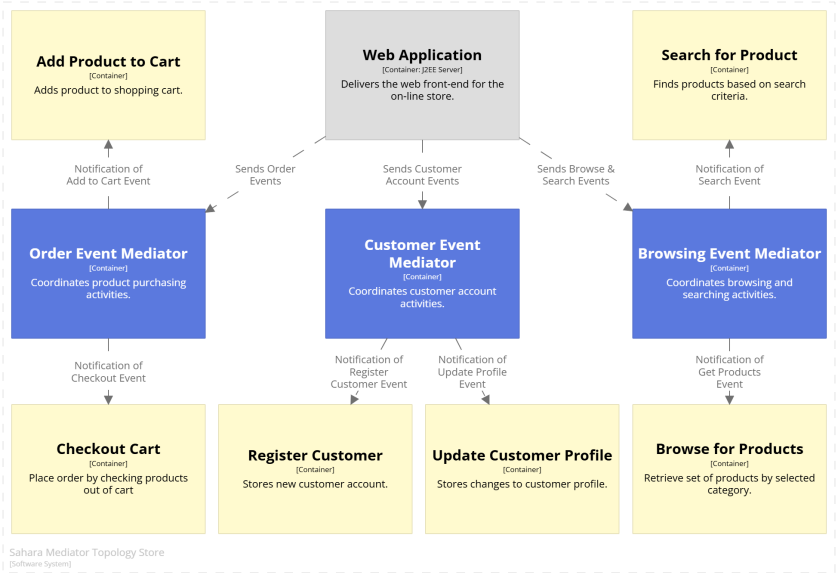 Add Product to Cart
[Container]
Adds product to shopping cart.
Web Application
[Container: J2EE Server]
Delivers the web front-end for the
on-line store.
Search for Product
[Container]
Finds products based on search
criteria.
Notification of
Add to Cart Event
Sends Order
Events
Sends Customer
Account Events
Sends Browse &
Search Events
Notification of
Search Event
Order Event Mediator
[Container]
Coordinates product purchasing
activities.
Customer Event
Mediator
[Container]
Coordinates customer account
activities.
Browsing Event Mediator
[Container]
Coordinates browsing and
searching activities.
Notification of
Checkout Event
Notification of
Register
Customer Event
Notification of
Update Profile
Event
Notification of
Get Products
Event
Checkout Cart
[Container]
Place order by checking products
out of cart
Register Customer
[Container]
Stores new customer account.
Update Customer Profile
[Container]
Stores changes to customer profile.
Browse for Products
[Container]
Retrieve set of products by selected
category.
Sahara Mediator Topology Store
[Software System]